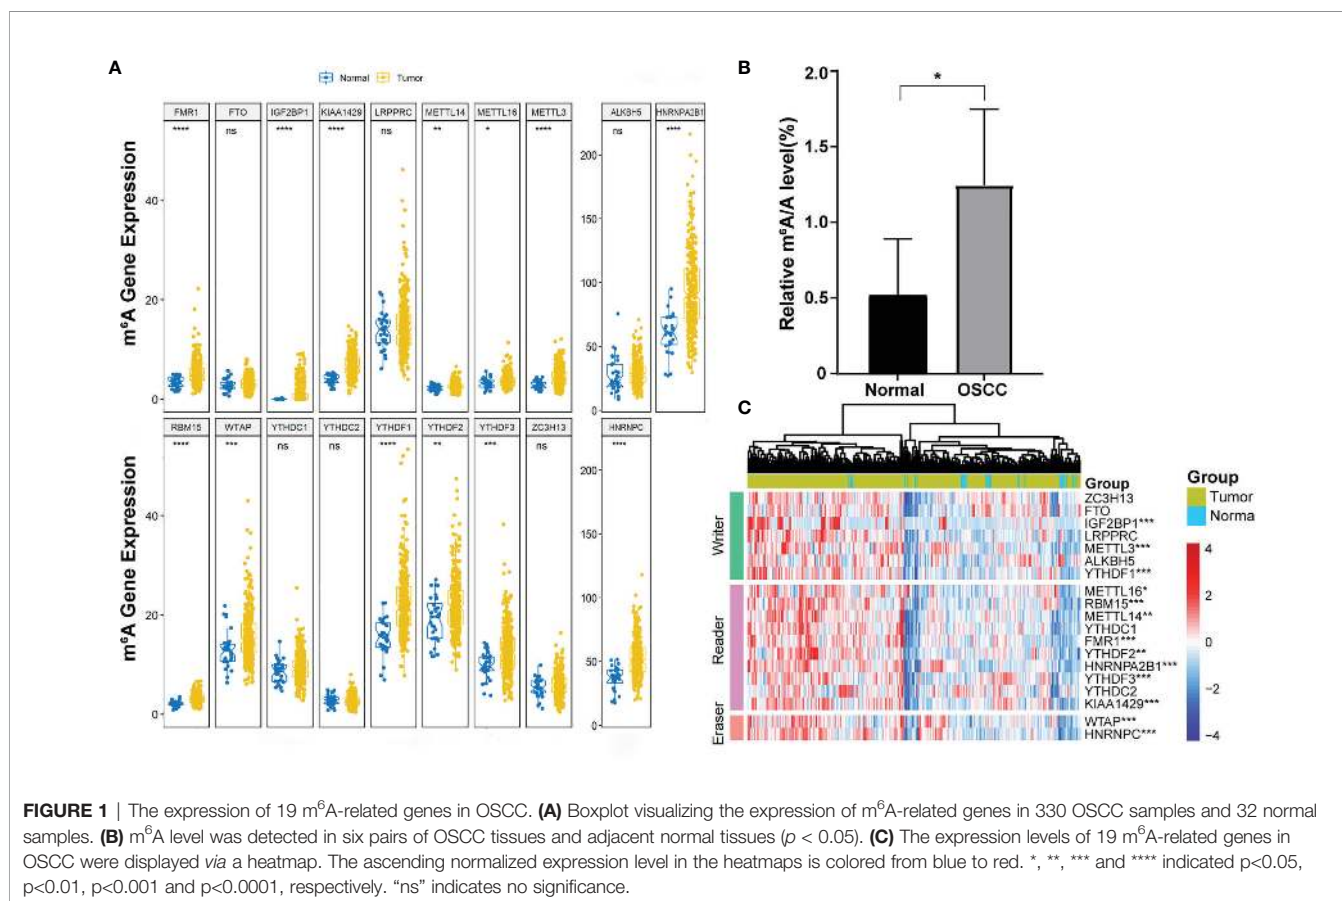 A
Normal Tumor
FMR1 FTO IGF2BP1 KIAA1429 LRPPRC METTL14 METTL16 METTL3 ALKBH5 HNRNPA2B1
**** ns **** **** ns ** * **** ns ****
m⁶A Gene Expression
40
20
0
200
150
100
50
0
RBM15 WTAP YTHDC1 YTHDC2 YTHDF1 YTHDF2 YTHDF3 ZC3H13 HNRNPC
**** *** ns ns **** ** *** ns ****
m⁶A Gene Expression
40
20
0
200
150
100
50
0
B
Relative m⁶A/A level(%)
2.0
1.5
1.0
0.5
0
*
Normal OSCC
C
Group
ZC3H13
FTO
IGF2BP1***
LRPPRC
METTL3***
ALKBH5
YTHDF1***
METTL16*
RBM15***
METTL14**
YTHDC1
FMR1***
YTHDF2**
HNRNPA2B1***
YTHDF3***
YTHDC2
KIAA1429***
WTAP***
HNRNPC***
Writer
Reader
Eraser
Group
Tumor
Norma
4
2
0
−2
−4
FIGURE 1 | The expression of 19 m⁶A-related genes in OSCC. (A) Boxplot visualizing the expression of m⁶A-related genes in 330 OSCC samples and 32 normal
samples. (B) m⁶A level was detected in six pairs of OSCC tissues and adjacent normal tissues (p < 0.05). (C) The expression levels of 19 m⁶A-related genes in
OSCC were displayed via a heatmap. The ascending normalized expression level in the heatmaps is colored from blue to red. *, **, *** and **** indicated p<0.05,
p<0.01, p<0.001 and p<0.0001, respectively. “ns” indicates no significance.